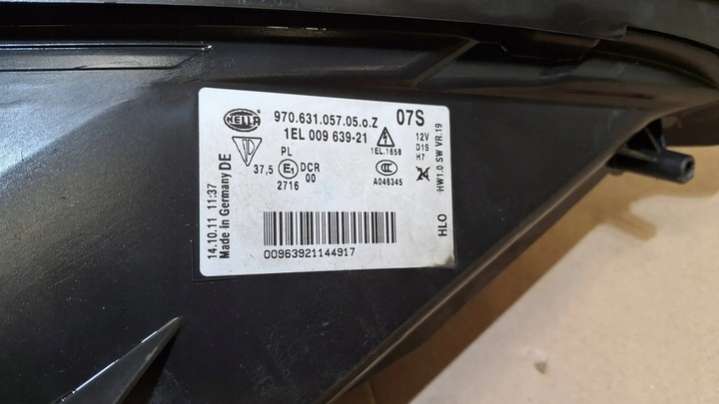 HELLA
970.631.057.05.o.Z 07S
1EL 009 639-21
PL
37,5 E1 DCR
00
2716
1EL.1658
CCC
A046345
12V
D1S
H7
HW1.0 SW VR.19
HLO
14.10.11 11:37
Made in Germany DE
00963921144917